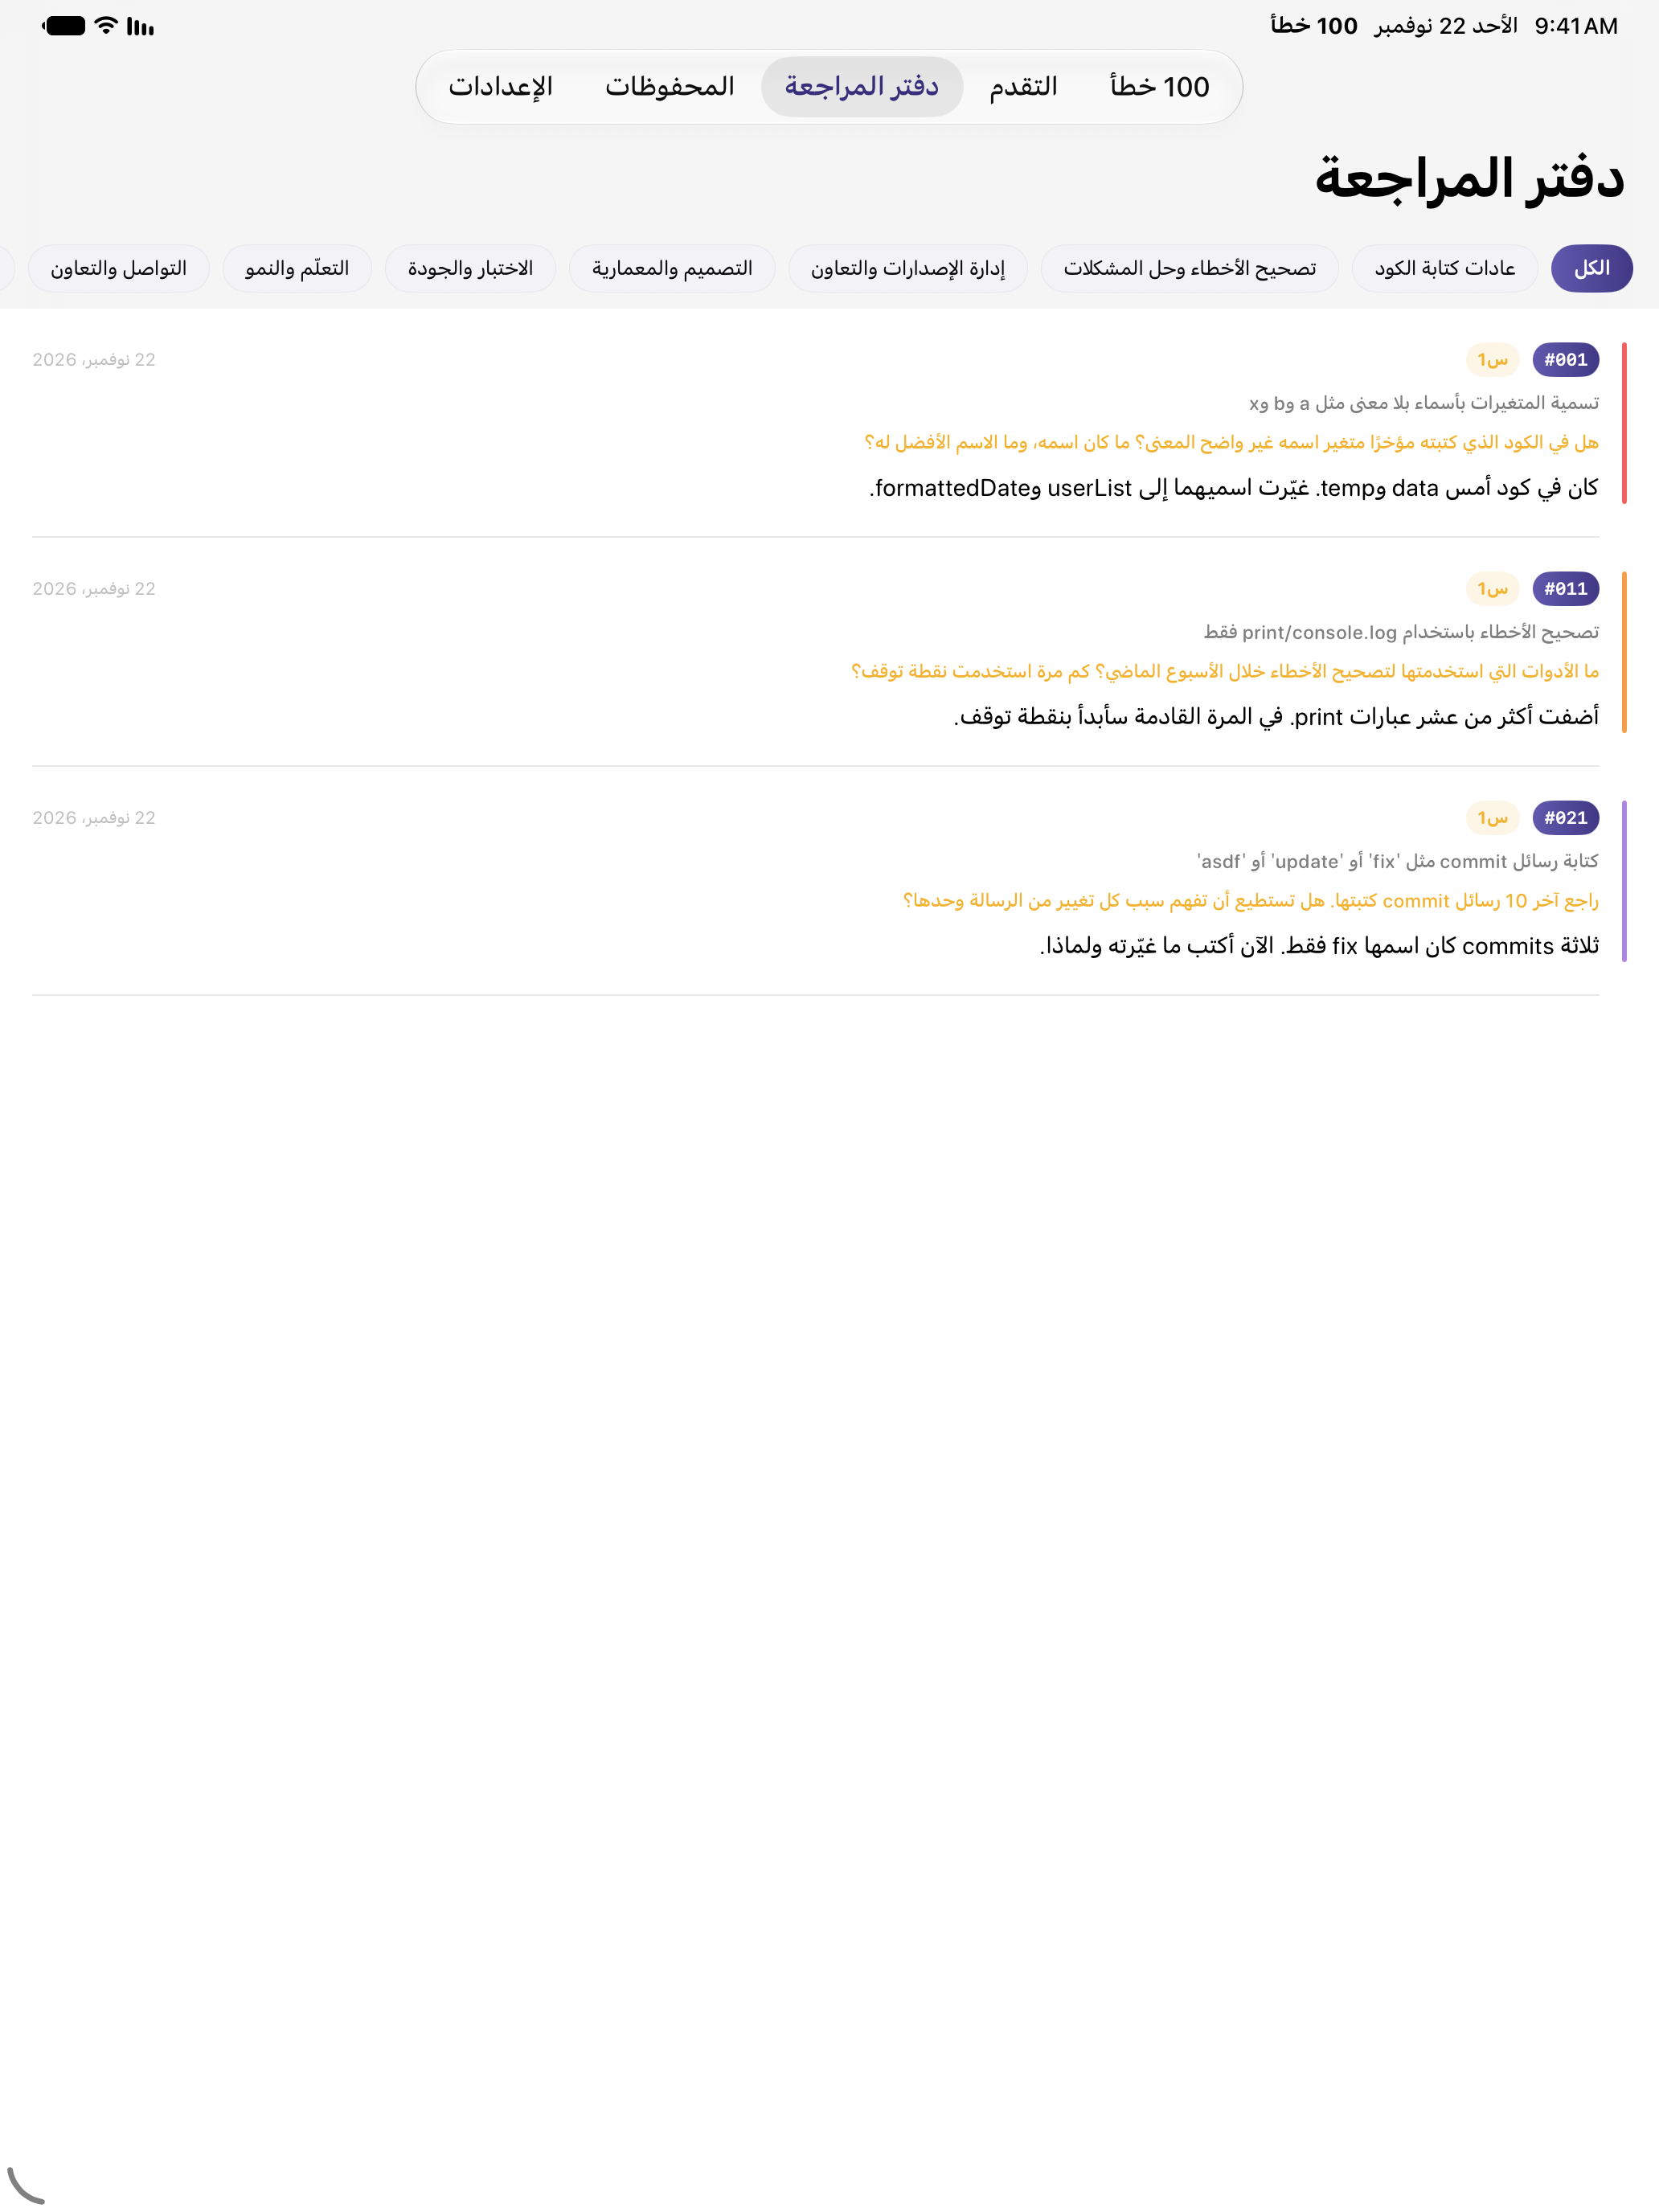 9:41 AM الأحد 22 نوفمبر 100 خطأ
100 خطأ التقدم دفتر المراجعة المحفوظات الإعدادات
دفتر المراجعة
الكل عادات كتابة الكود تصحيح الأخطاء وحل المشكلات إدارة الإصدارات والتعاون التصميم والمعمارية الاختبار والجودة التعلّم والنمو التواصل والتعاون
#001 س1 22 نوفمبر، 2026
تسمية المتغيرات بأسماء بلا معنى مثل a وb وx
هل في الكود الذي كتبته مؤخرًا متغير اسمه غير واضح المعنى؟ ما كان اسمه، وما الاسم الأفضل له؟
كان في كود أمس data وtemp. غيّرت اسميهما إلى userList وformattedDate.
#011 س1 22 نوفمبر، 2026
تصحيح الأخطاء باستخدام print/console.log فقط
ما الأدوات التي استخدمتها لتصحيح الأخطاء خلال الأسبوع الماضي؟ كم مرة استخدمت نقطة توقف؟
أضفت أكثر من عشر عبارات print. في المرة القادمة سأبدأ بنقطة توقف.
#021 س1 22 نوفمبر، 2026
كتابة رسائل commit مثل 'fix' أو 'update' أو 'asdf'
راجع آخر 10 رسائل commit كتبتها. هل تستطيع أن تفهم سبب كل تغيير من الرسالة وحدها؟
ثلاثة commits كان اسمها fix فقط. الآن أكتب ما غيّرته ولماذا.